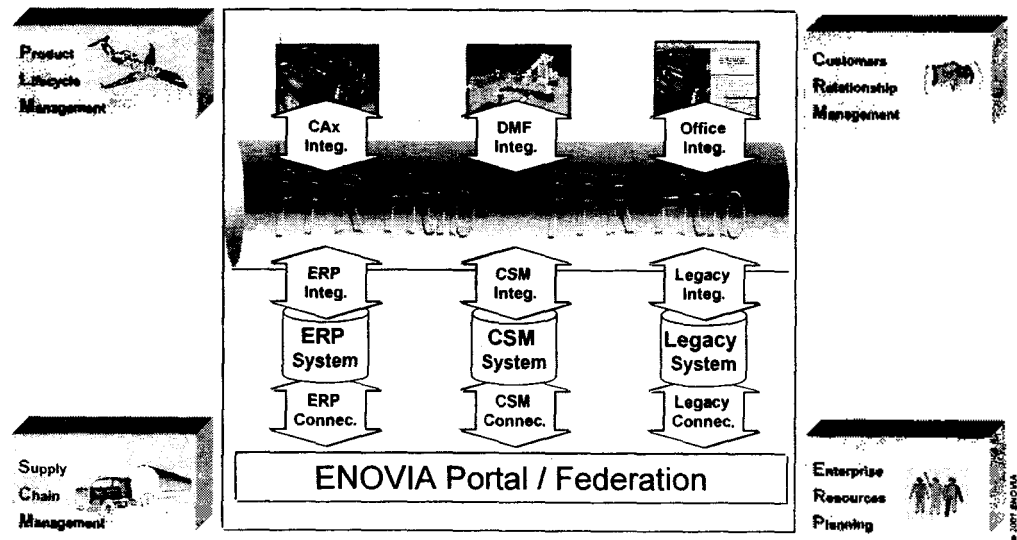 Product
Lifecycle
Management
Customers
Relationship
Management
CAx
Integ.
DMF
Integ.
Office
Integ.
ERP
Integ.
CSM
Integ.
Legacy
Integ.
ERP
System
CSM
System
Legacy
System
ERP
Connec.
CSM
Connec.
Legacy
Connec.
ENOVIA Portal / Federation
Supply
Chain
Management
Enterprise
Resources
Planning
© 2001 ENOVIA